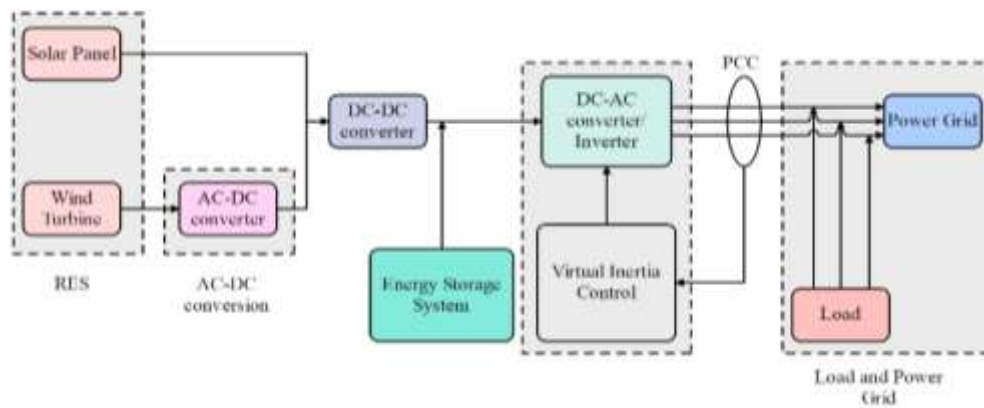 Solar Panel
Wind
Turbine
RES
AC-DC
converter
AC-DC
conversion
DC-DC
converter
Energy Storage
System
DC-AC
converter/
Inverter
Virtual Inertia
Control
PCC
Power Grid
Load
Load and Power
Grid